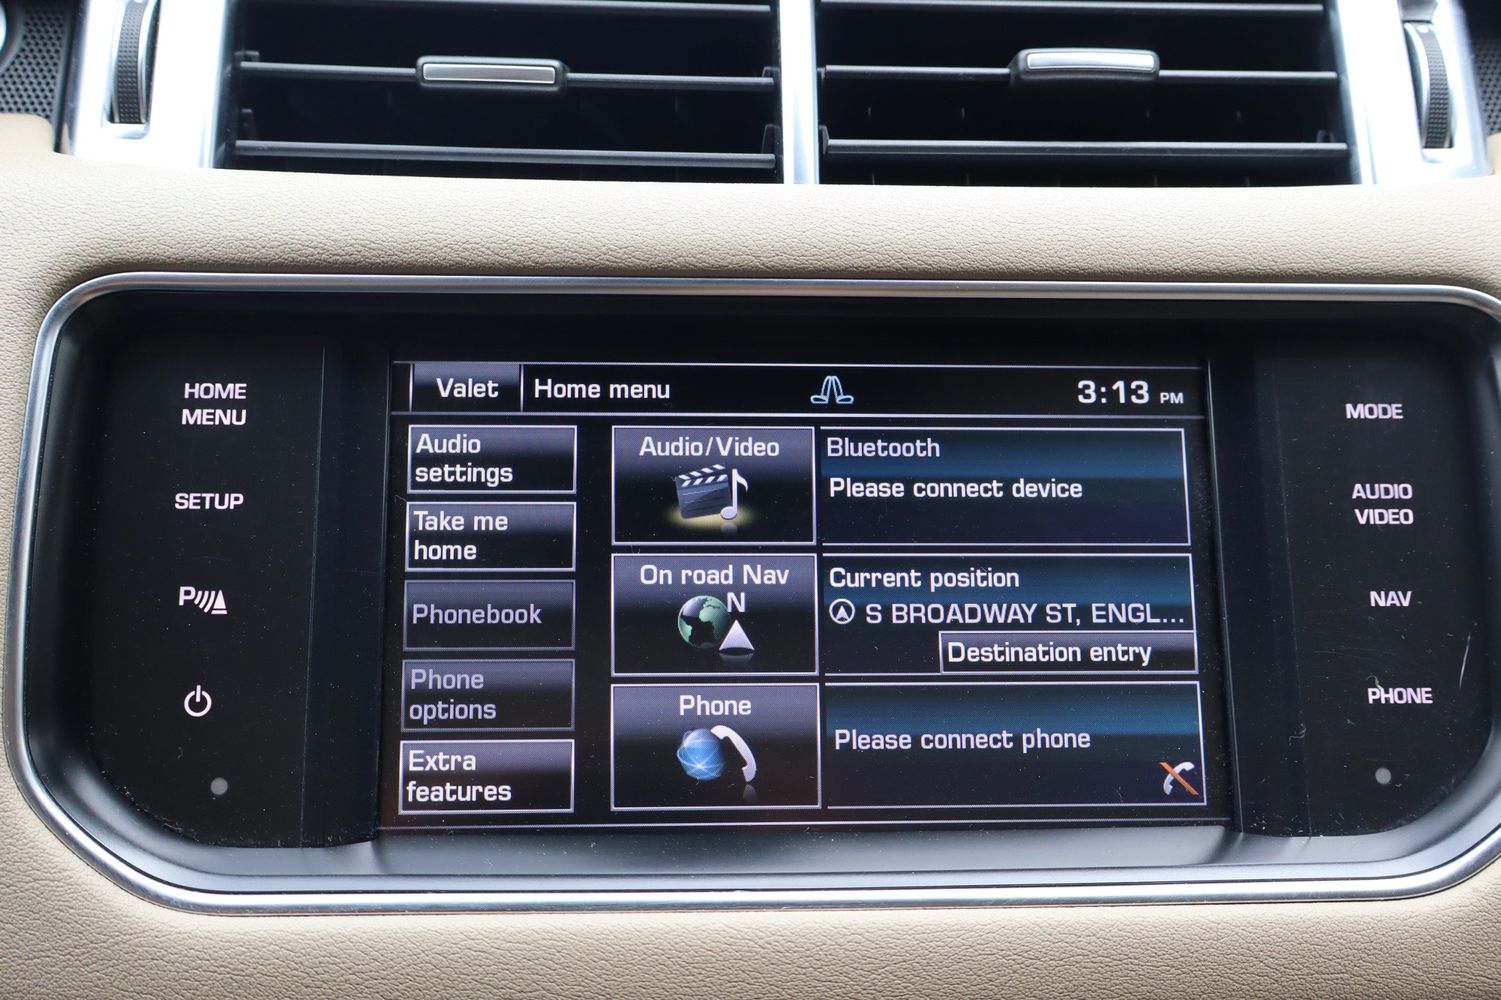 HOME
MENU
SETUP
P
Valet
Home menu
3:13 PM
Audio
settings
Take me
home
Phonebook
Phone
options
Extra
features
Audio/Video
Bluetooth
Please connect device
On road Nav
N
Current position
S BROADWAY ST, ENGL...
Destination entry
Phone
Please connect phone
MODE
AUDIO
VIDEO
NAV
PHONE